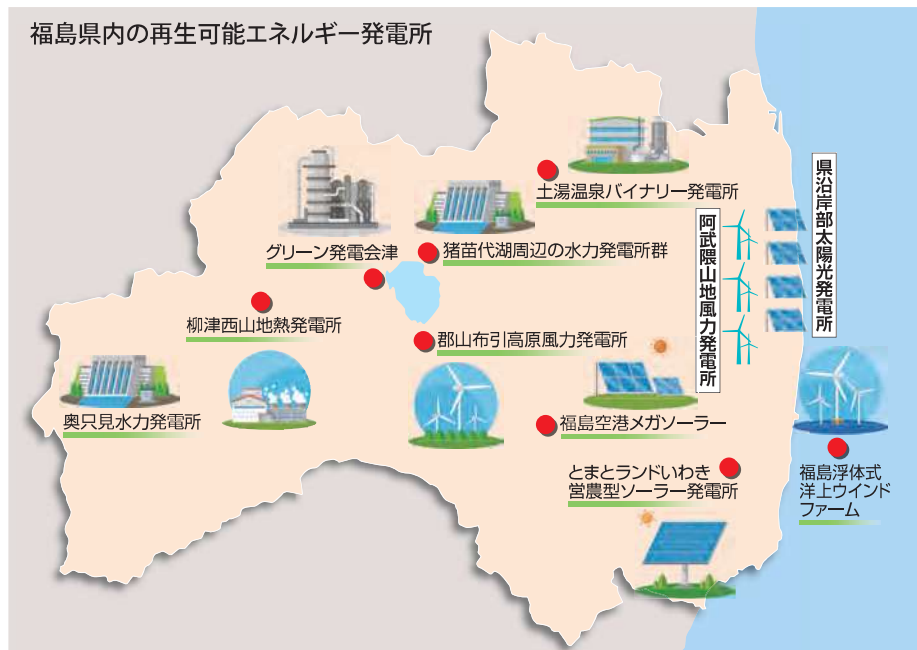 福島県内の再生可能エネルギー発電所
土湯温泉バイナリー発電所
県沿岸部太陽光発電所
阿武隈山地風力発電所
グリーン発電会津
猪苗代湖周辺の水力発電所群
柳津西山地熱発電所
郡山布引高原風力発電所
奥只見水力発電所
福島空港メガソーラー
とまとランドいわき
営農型ソーラー発電所
福島浮体式
洋上ウインド
ファーム